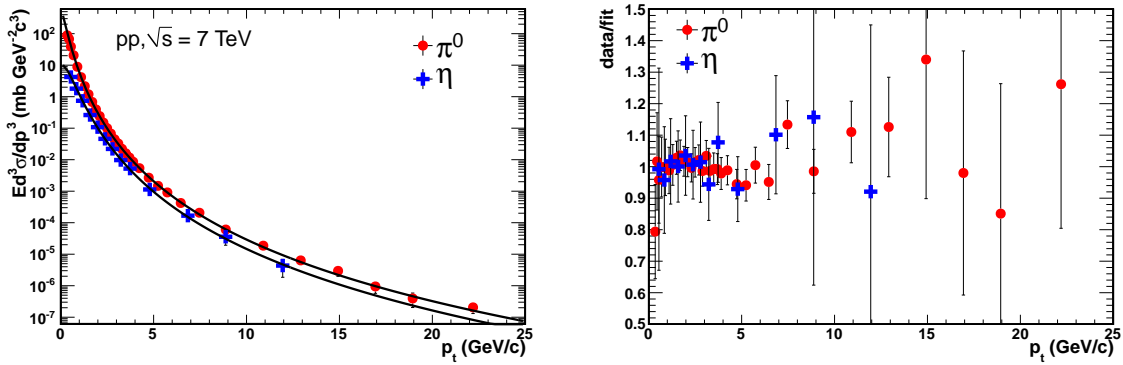 pp, √s = 7 TeV
π⁰
η
Ed³σ/dp³ (mb GeV⁻²c³)
10²
10
1
10⁻¹
10⁻²
10⁻³
10⁻⁴
10⁻⁵
10⁻⁶
10⁻⁷
0 5 10 15 20 25
pₜ (GeV/c)
data/fit
π⁰
η
1.5
1.4
1.3
1.2
1.1
1
0.9
0.8
0.7
0.6
0.5
0 5 10 15 20 25
pₜ (GeV/c)